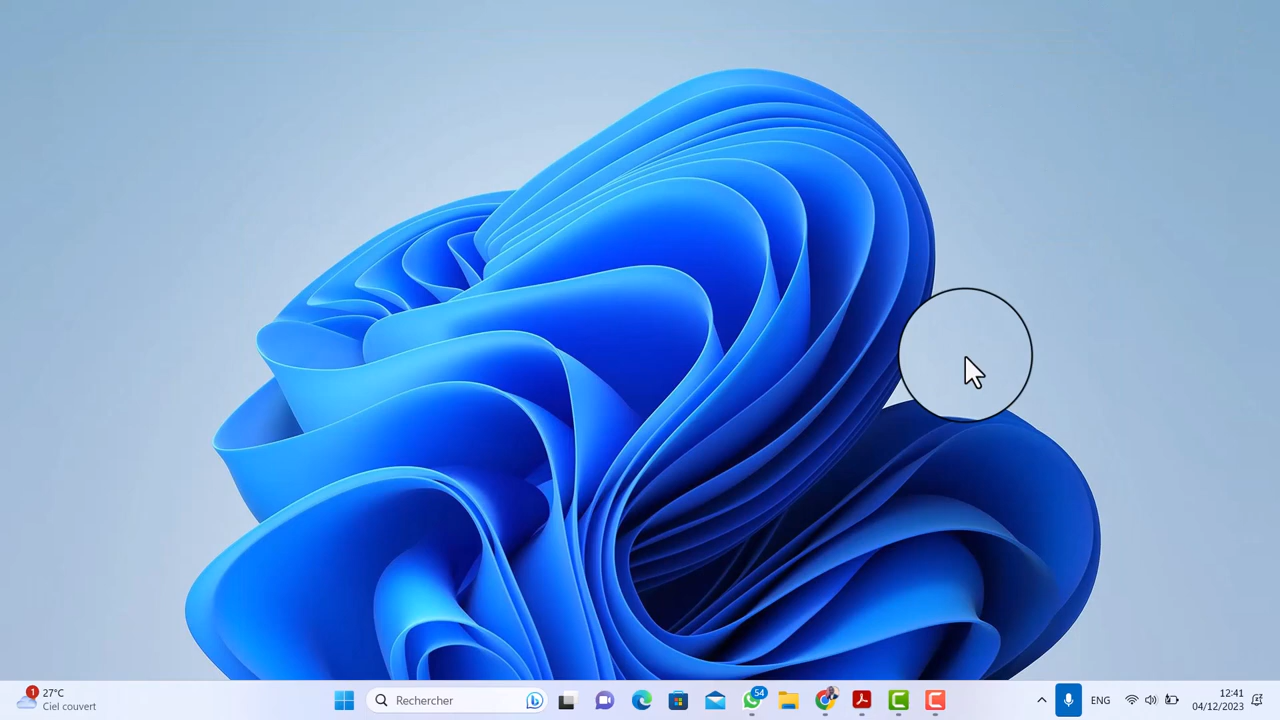 1
27°C
Ciel couvert
Rechercher
54
ENG
12:41
04/12/2023